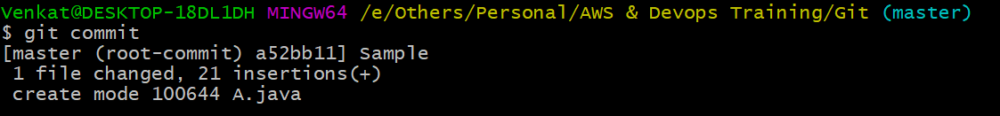 Venkat@DESKTOP-18DL1DH MINGW64 /e/Others/Personal/AWS & Devops Training/Git (master)
$ git commit
[master (root-commit) a52bb11] Sample
 1 file changed, 21 insertions(+)
 create mode 100644 A.java